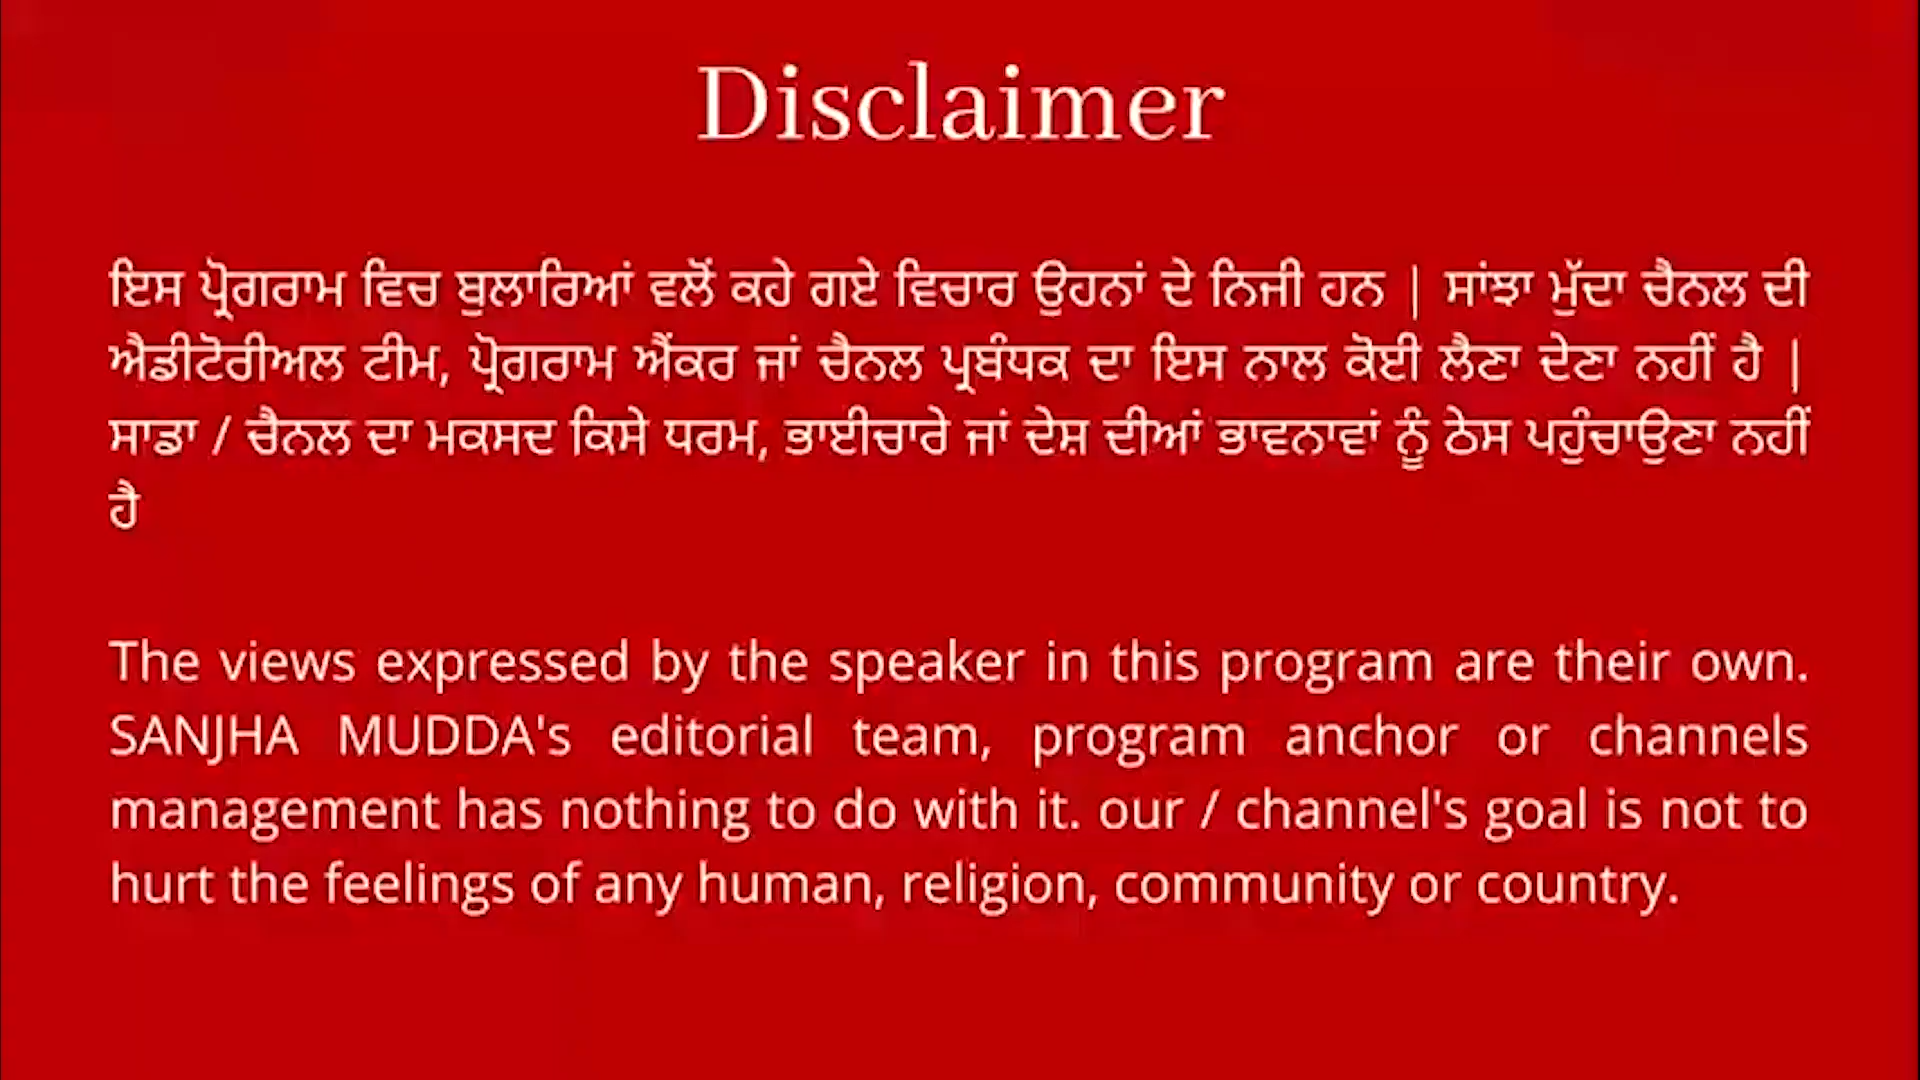 Disclaimer
ਇਸ ਪ੍ਰੋਗਰਾਮ ਵਿਚ ਬੁਲਾਰਿਆਂ ਵਲੋਂ ਕਹੇ ਗਏ ਵਿਚਾਰ ਉਹਨਾਂ ਦੇ ਨਿਜੀ ਹਨ | ਸਾਂਝਾ ਮੁੱਦਾ ਚੈਨਲ ਦੀ
ਐਡੀਟੋਰੀਅਲ ਟੀਮ, ਪ੍ਰੋਗਰਾਮ ਐਂਕਰ ਜਾਂ ਚੈਨਲ ਪ੍ਰਬੰਧਕ ਦਾ ਇਸ ਨਾਲ ਕੋਈ ਲੈਣਾ ਦੇਣਾ ਨਹੀਂ ਹੈ |
ਸਾਡਾ / ਚੈਨਲ ਦਾ ਮਕਸਦ ਕਿਸੇ ਧਰਮ, ਭਾਈਚਾਰੇ ਜਾਂ ਦੇਸ਼ ਦੀਆਂ ਭਾਵਨਾਵਾਂ ਨੂੰ ਠੇਸ ਪਹੁੰਚਾਉਣਾ ਨਹੀਂ
ਹੈ
The views expressed by the speaker in this program are their own.
SANJHA MUDDA's editorial team, program anchor or channels
management has nothing to do with it. our / channel's goal is not to
hurt the feelings of any human, religion, community or country.